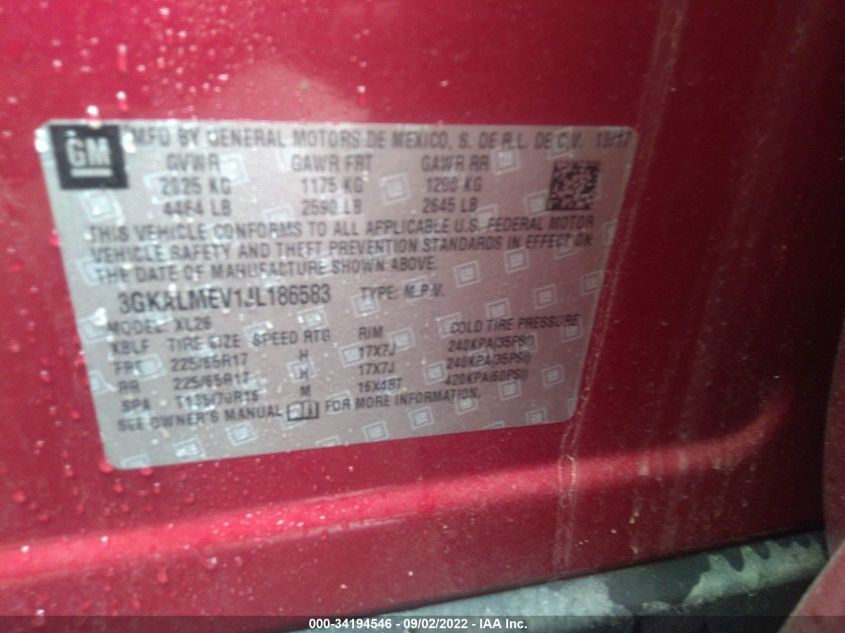 GM
MFD BY GENERAL MOTORS DE MEXICO, S. DE R.L. DE C.V. 10/17
GVWR GAWR FRT GAWR RR
2025 KG 1175 KG 1200 KG
4464 LB 2590 LB 2645 LB
THIS VEHICLE CONFORMS TO ALL APPLICABLE U.S. FEDERAL MOTOR
VEHICLE SAFETY AND THEFT PREVENTION STANDARDS IN EFFECT ON
THE DATE OF MANUFACTURE SHOWN ABOVE.
3GKALMEV1JL186583 TYPE: M.P.V.
MODEL: XL26
XBLF TIRE SIZE SPEED RTG RIM COLD TIRE PRESSURE
FRT 225/65R17 H 17X7J 240KPA(35PSI)
RR 225/65R17 H 17X7J 240KPA(35PSI)
SPA T135/70R16 M 16X4BT 420KPA(60PSI)
SEE OWNER'S MANUAL FOR MORE INFORMATION.
000-34194546 - 09/02/2022 - IAA Inc.